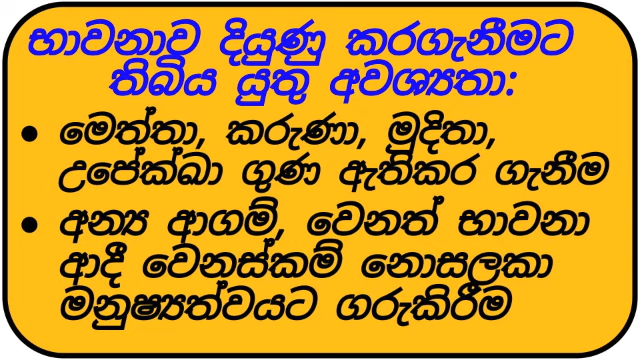 භාවනාව දියුණු කරගැනීමට
තිබිය යුතු අවශ්‍යතා:
• මෙත්තා, කරුණා, මුදිතා,
උපේක්ඛා ගුණ ඇතිකර ගැනීම
• අන්‍ය ආගම්, වෙනත් භාවනා
ආදී වෙනස්කම් නොසලකා
මනුෂ්‍යත්වයට ගරුකිරීම